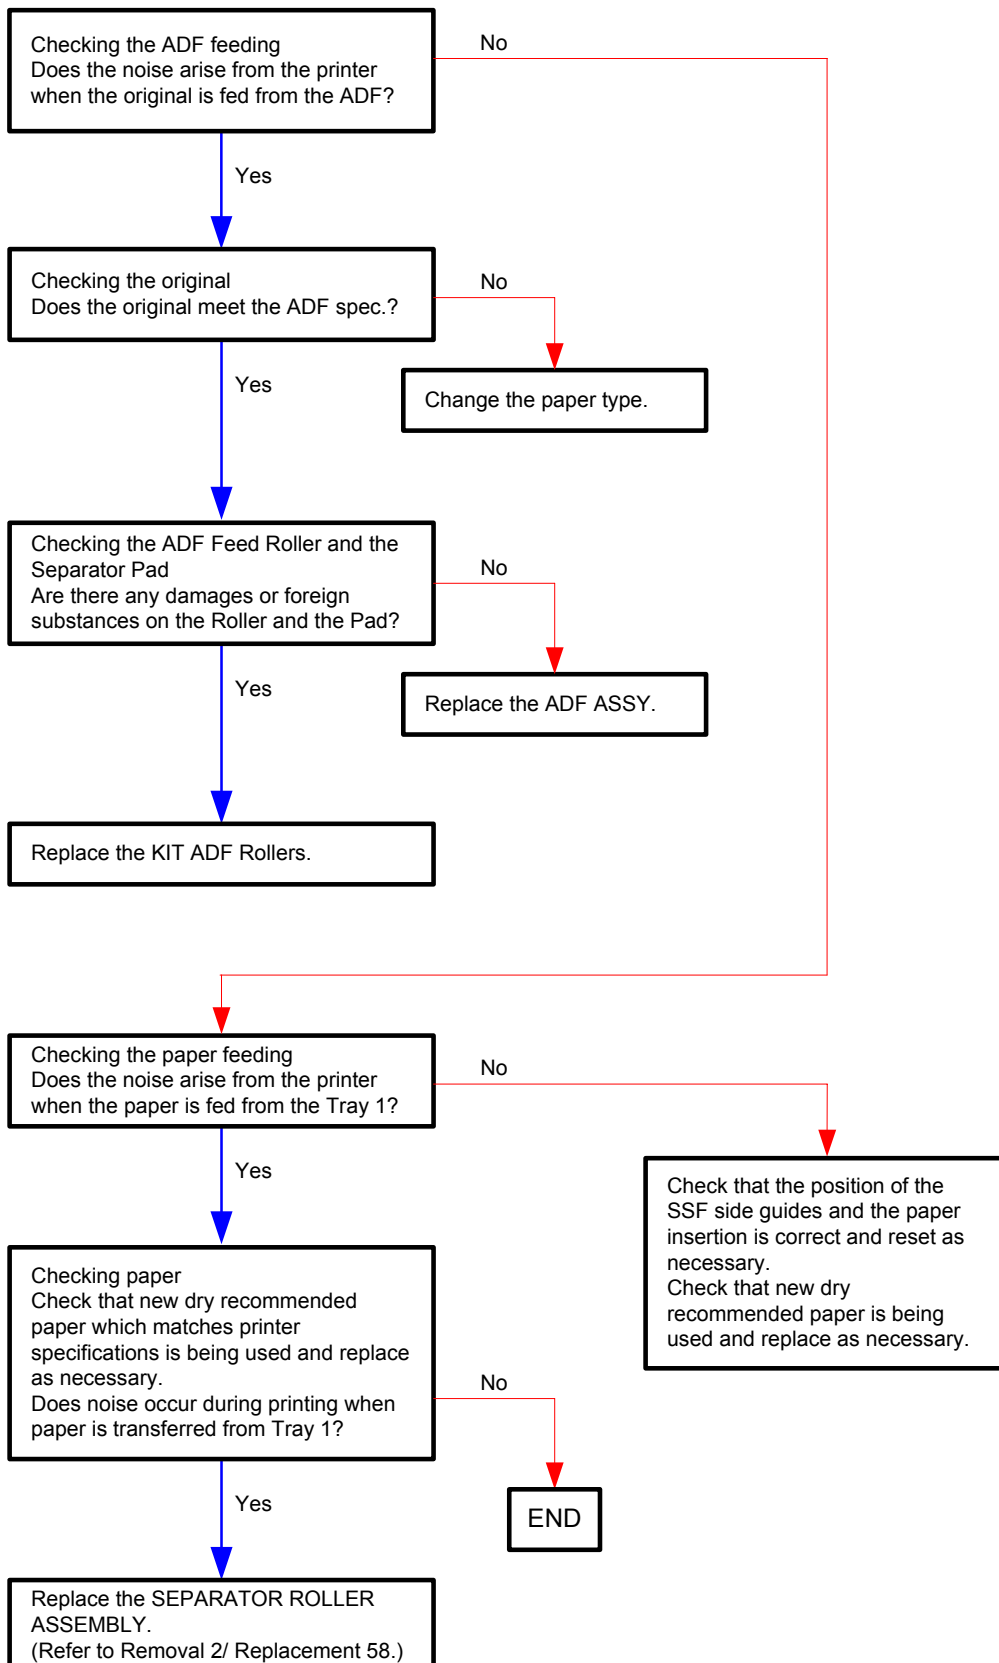 Checking the ADF feeding
Does the noise arise from the printer
when the original is fed from the ADF?
No
Yes
Checking the original
Does the original meet the ADF spec.?
No
Yes
Change the paper type.
Checking the ADF Feed Roller and the
Separator Pad
Are there any damages or foreign
substances on the Roller and the Pad?
No
Yes
Replace the ADF ASSY.
Replace the KIT ADF Rollers.
Checking the paper feeding
Does the noise arise from the printer
when the paper is fed from the Tray 1?
No
Yes
Check that the position of the
SSF side guides and the paper
insertion is correct and reset as
necessary.
Check that new dry
recommended paper is being
used and replace as necessary.
Checking paper
Check that new dry recommended
paper which matches printer
specifications is being used and replace
as necessary.
Does noise occur during printing when
paper is transferred from Tray 1?
No
Yes
END
Replace the SEPARATOR ROLLER
ASSEMBLY.
(Refer to Removal 2/ Replacement 58.)